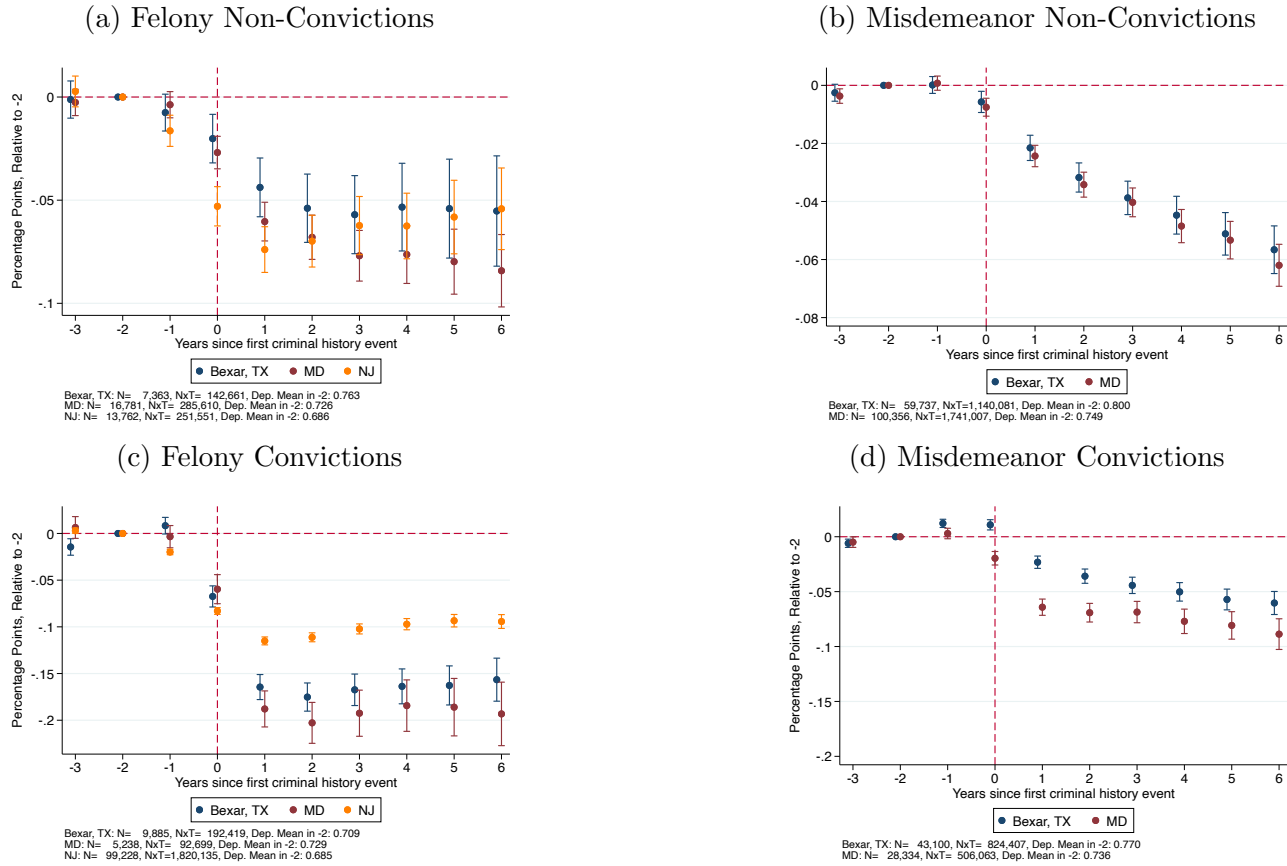 (a) Felony Non-Convictions
Percentage Points, Relative to -2
0
-.05
-.1
-3 -2 -1 0 1 2 3 4 5 6
Years since first criminal history event
Bexar, TX MD NJ
Bexar, TX: N= 7,363, NxT= 142,661, Dep. Mean in -2: 0.763
MD: N= 16,781, NxT= 285,610, Dep. Mean in -2: 0.726
NJ: N= 13,762, NxT= 251,551, Dep. Mean in -2: 0.686
(b) Misdemeanor Non-Convictions
Percentage Points, Relative to -2
0
-.02
-.04
-.06
-.08
-3 -2 -1 0 1 2 3 4 5 6
Years since first criminal history event
Bexar, TX MD
Bexar, TX: N= 59,737, NxT=1,140,081, Dep. Mean in -2: 0.800
MD: N= 100,356, NxT=1,741,007, Dep. Mean in -2: 0.749
(c) Felony Convictions
Percentage Points, Relative to -2
0
-.05
-.1
-.15
-.2
-3 -2 -1 0 1 2 3 4 5 6
Years since first criminal history event
Bexar, TX MD NJ
Bexar, TX: N= 9,885, NxT= 192,419, Dep. Mean in -2: 0.709
MD: N= 5,238, NxT= 92,699, Dep. Mean in -2: 0.729
NJ: N= 99,228, NxT=1,820,135, Dep. Mean in -2: 0.685
(d) Misdemeanor Convictions
Percentage Points, Relative to -2
0
-.05
-.1
-.15
-.2
-3 -2 -1 0 1 2 3 4 5 6
Years since first criminal history event
Bexar, TX MD
Bexar, TX: N= 43,100, NxT= 824,407, Dep. Mean in -2: 0.770
MD: N= 28,334, NxT= 506,063, Dep. Mean in -2: 0.736